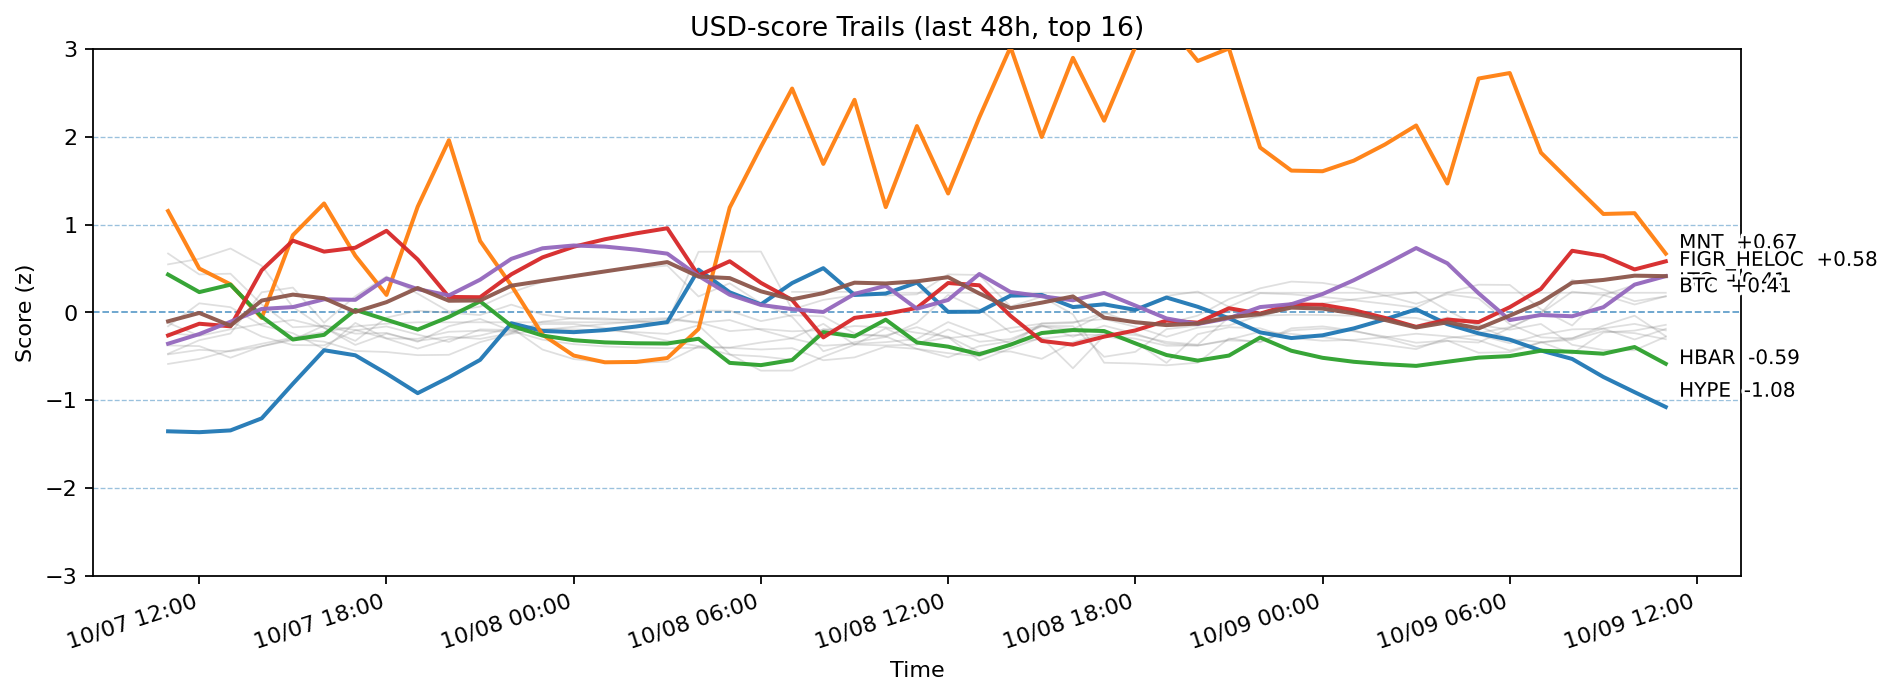 USD-score Trails (last 48h, top 16)
Score (z)
3
2
1
0
−1
−2
−3
MNT +0.67
FIGR_HELOC +0.58
BTC +0.41
HBAR -0.59
HYPE -1.08
10/07 12:00
10/07 18:00
10/08 00:00
10/08 06:00
10/08 12:00
10/08 18:00
10/09 00:00
10/09 06:00
10/09 12:00
Time